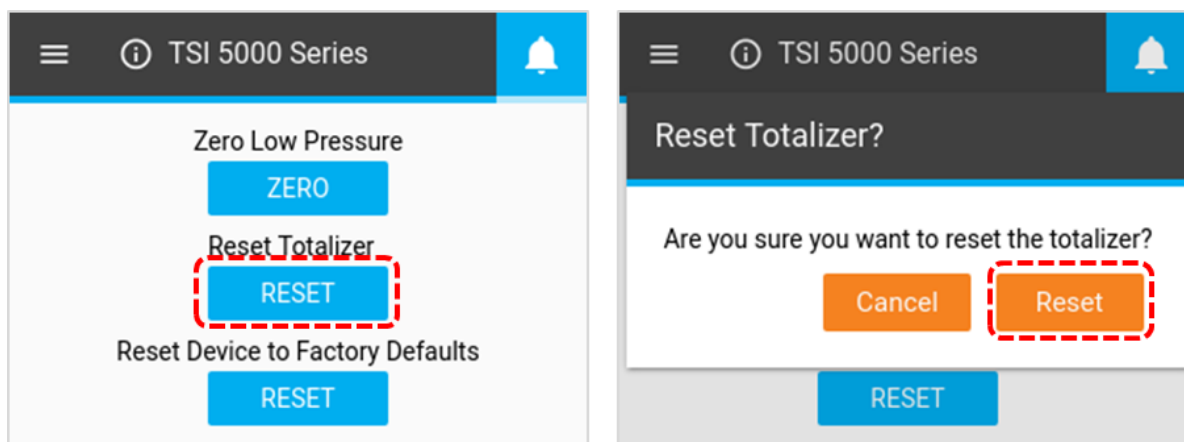 TSI 5000 Series
Zero Low Pressure
ZERO
Reset Totalizer
RESET
Reset Device to Factory Defaults
RESET
TSI 5000 Series
Reset Totalizer?
Are you sure you want to reset the totalizer?
Cancel Reset
RESET